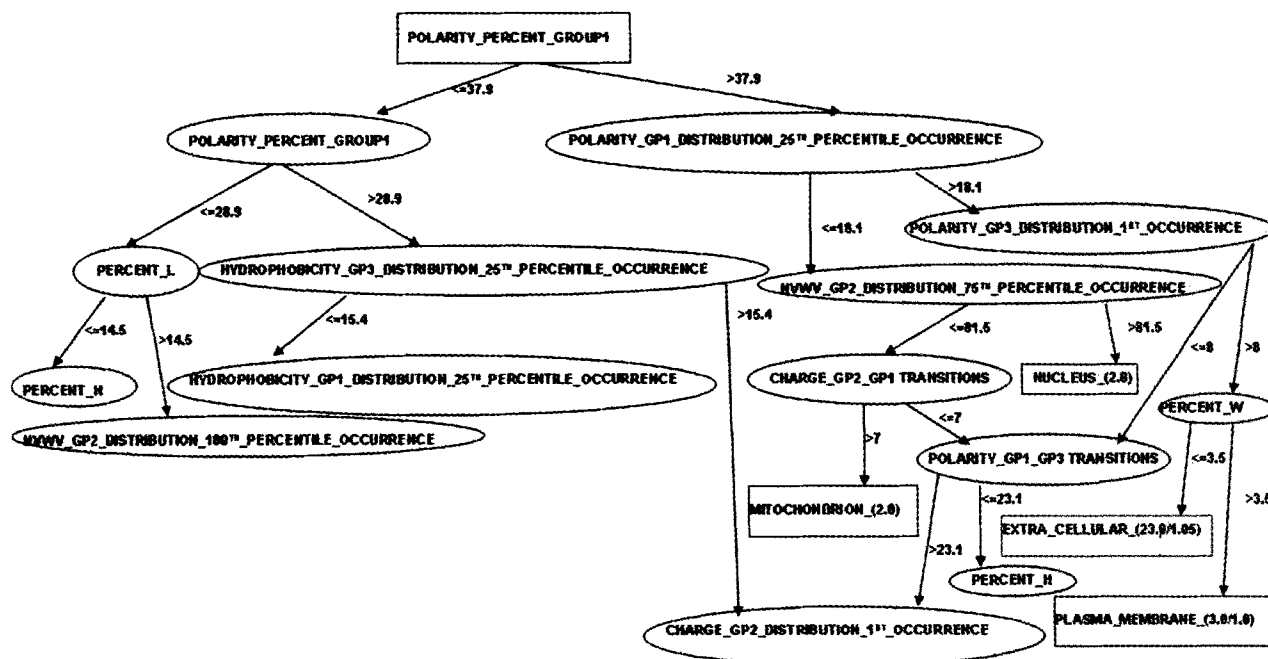 POLARITY_PERCENT_GROUP1
<=37.9
>37.9
POLARITY_PERCENT_GROUP1
POLARITY_GP1_DISTRIBUTION_25TH_PERCENTILE_OCCURRENCE
<=28.9
>28.9
<=18.1
>18.1
POLARITY_GP3_DISTRIBUTION_1ST_OCCURRENCE
PERCENT_L
HYDROPHOBICITY_GP3_DISTRIBUTION_25TH_PERCENTILE_OCCURRENCE
NVWV_GP2_DISTRIBUTION_75TH_PERCENTILE_OCCURRENCE
<=14.5
>14.5
<=15.4
>15.4
<=81.5
>81.5
<=8
>8
PERCENT_N
HYDROPHOBICITY_GP1_DISTRIBUTION_25TH_PERCENTILE_OCCURRENCE
CHARGE_GP2_GP1 TRANSITIONS
NUCLEUS_(2.0)
PERCENT_W
NVWV_GP2_DISTRIBUTION_100TH_PERCENTILE_OCCURRENCE
>7
<=7
POLARITY_GP1_GP3 TRANSITIONS
<=3.5
>3.5
MITOCHONDRION_(2.0)
<=23.1
>23.1
EXTRA_CELLULAR_(23.0/1.05)
PERCENT_H
PLASMA_MEMBRANE_(3.0/1.0)
CHARGE_GP2_DISTRIBUTION_1ST_OCCURRENCE